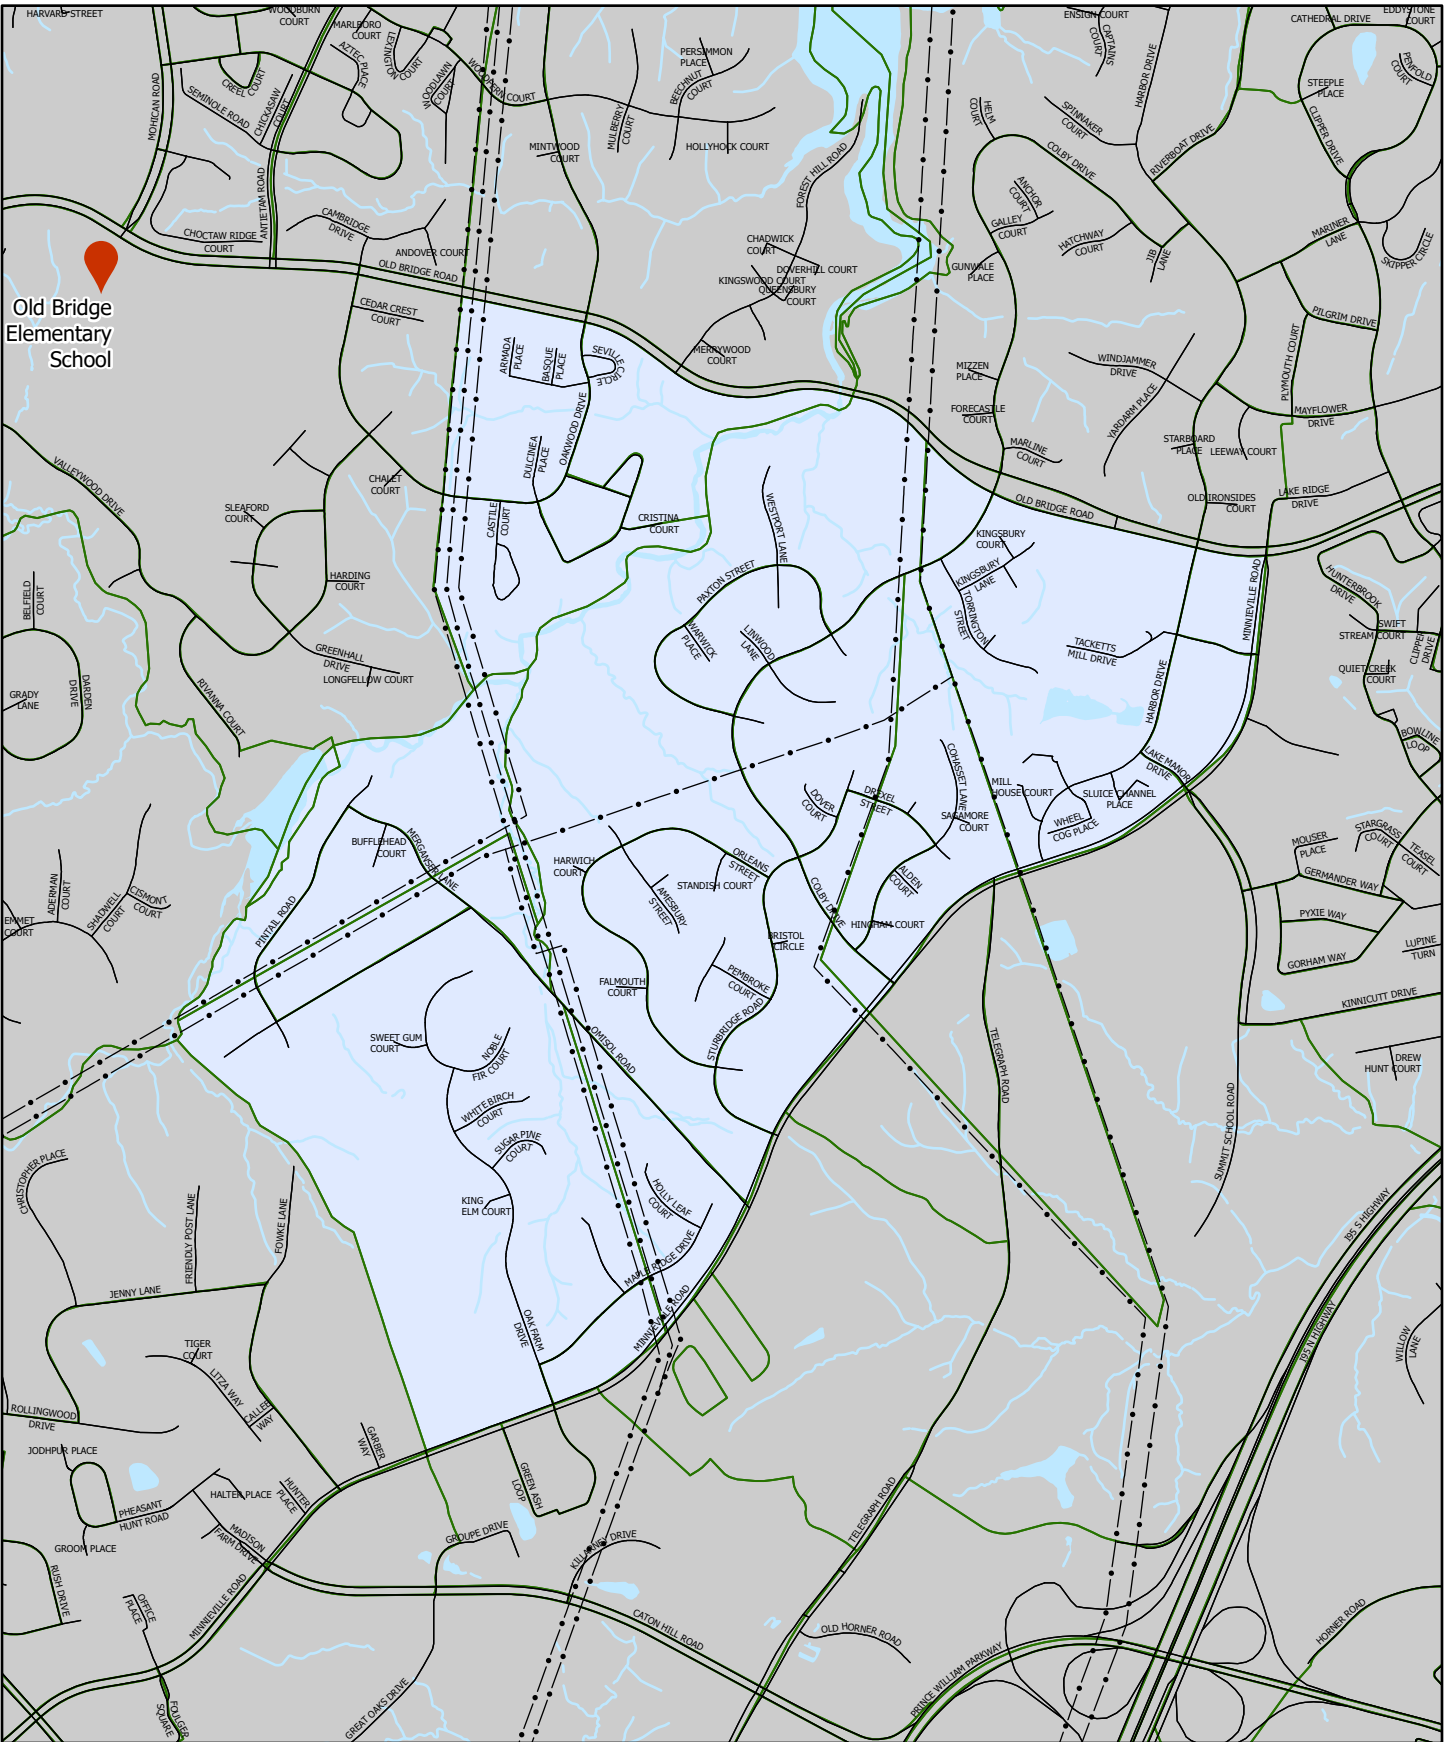 HARVARD STREET
WOODBURN
COURT
MARLBORO
COURT
LEXINGTON
COURT
AZTEC PLACE
CREEL COURT
SEMINOLE ROAD
CHICKASAW
COURT
MOHICAN ROAD
ANTIETAM ROAD
WOODLAWN
COURT
WOODFERN COURT
MULBERRY
COURT
PERSIMMON
PLACE
BEECHNUT
COURT
HOLLYHOCK COURT
MINTWOOD
COURT
FOREST HILL ROAD
ENSIGN COURT
CAPTAINS
COURT
HARBOR DRIVE
CATHEDRAL DRIVE
EDDYSTONE
COURT
PENFOLD
COURT
STEEPLE
PLACE
CLIPPER DRIVE
HELM
COURT
SPINNAKER
COURT
COLBY DRIVE
RIVERBOAT DRIVE
ANCHOR
COURT
GALLEY
COURT
HATCHWAY
COURT
JIB
LANE
MARINER
LANE
SKIPPER CIRCLE
GUNWALE
PLACE
CHOCTAW RIDGE
COURT
CAMBRIDGE
DRIVE
ANDOVER COURT
OLD BRIDGE ROAD
CHADWICK
COURT
DOVERHILL COURT
KINGSWOOD COURT
QUEENSBURY
COURT
MERRYWOOD
COURT
Old Bridge
Elementary
School
CEDAR CREST
COURT
ARMADA
PLACE
BASQUE
PLACE
SEVILLE
CIRCLE
OAKWOOD DRIVE
DULCINEA
PLACE
CASTILE
COURT
CRISTINA
COURT
CHALET
COURT
MIZZEN
PLACE
FORECASTLE
COURT
MARLINE
COURT
WINDJAMMER
DRIVE
YARDARM PLACE
PLYMOUTH COURT
PILGRIM DRIVE
MAYFLOWER
DRIVE
STARBOARD
PLACE
LEEWAY COURT
OLD IRONSIDES
COURT
LAKE RIDGE
DRIVE
OLD BRIDGE ROAD
VALLEYWOOD DRIVE
SLEAFORD
COURT
HARDING
COURT
BELFIELD
COURT
GREENHALL
DRIVE
LONGFELLOW COURT
RIVANNA COURT
GRADY
LANE
DARDEN
DRIVE
WESTPORT LANE
PAXTON STREET
WARWICK
PLACE
LINWOOD
LANE
KINGSBURY
COURT
KINGSBURY
LANE
TORRINGTON
STREET
TACKETTS
MILL DRIVE
MINNIEVILLE ROAD
HARBOR DRIVE
LAKE MANOR
DRIVE
HUNTERBROOK
DRIVE
SWIFT
STREAM COURT
CLIPPER
DRIVE
QUIET CREEK
COURT
BOWLINE
LOOP
COHASSET LANE
MILL
HOUSE COURT
SLUICE CHANNEL
PLACE
WHEEL
COG PLACE
SAGAMORE
COURT
DOVER
COURT
DREXEL
STREET
ALDEN
COURT
HINGHAM COURT
COLBY DRIVE
ORLEANS
STREET
STANDISH COURT
AMESBURY
STREET
HARWICH
COURT
BRISTOL
CIRCLE
PEMBROKE
COURT
STURBRIDGE ROAD
FALMOUTH
COURT
OMISOL ROAD
BUFFLEHEAD
COURT
MERGANSER LANE
PINTAIL ROAD
ADERMAN
COURT
SHADWELL
COURT
CISMONT
COURT
EMMET
COURT
MOUSER
PLACE
STARGRASS
COURT
TEASEL
COURT
GERMANDER WAY
PYXIE WAY
GORHAM WAY
LUPINE
TURN
KINNICUTT DRIVE
DREW
HUNT COURT
SUMMIT SCHOOL ROAD
TELEGRAPH ROAD
SWEET GUM
COURT
NOBLE
FIR COURT
WHITE BIRCH
COURT
SUGAR PINE
COURT
KING
ELM COURT
HOLLY LEAF
COURT
MAPLE RIDGE DRIVE
MINNIEVILLE ROAD
OAK FARM
DRIVE
CHRISTOPHER PLACE
FRIENDLY POST LANE
FOWKE LANE
JENNY LANE
TIGER
COURT
LITZA WAY
CALLEE
WAY
ROLLINGWOOD
DRIVE
JODHPUR PLACE
GARBER
WAY
HALTER PLACE
HUNTER
PLACE
PHEASANT
HUNT ROAD
MADISON
FARM DRIVE
GROOM PLACE
RUSH DRIVE
OFFICE
PLACE
MINNIEVILLE ROAD
FOULGER
SQUARE
GREEN ASH
LOOP
GROUPE DRIVE
KILLARNEY DRIVE
CATON HILL ROAD
GREAT OAKS DRIVE
TELEGRAPH ROAD
OLD HORNER ROAD
PRINCE WILLIAM PARKWAY
HORNER ROAD
I95 S HIGHWAY
I95 N HIGHWAY
WILLOW
LANE